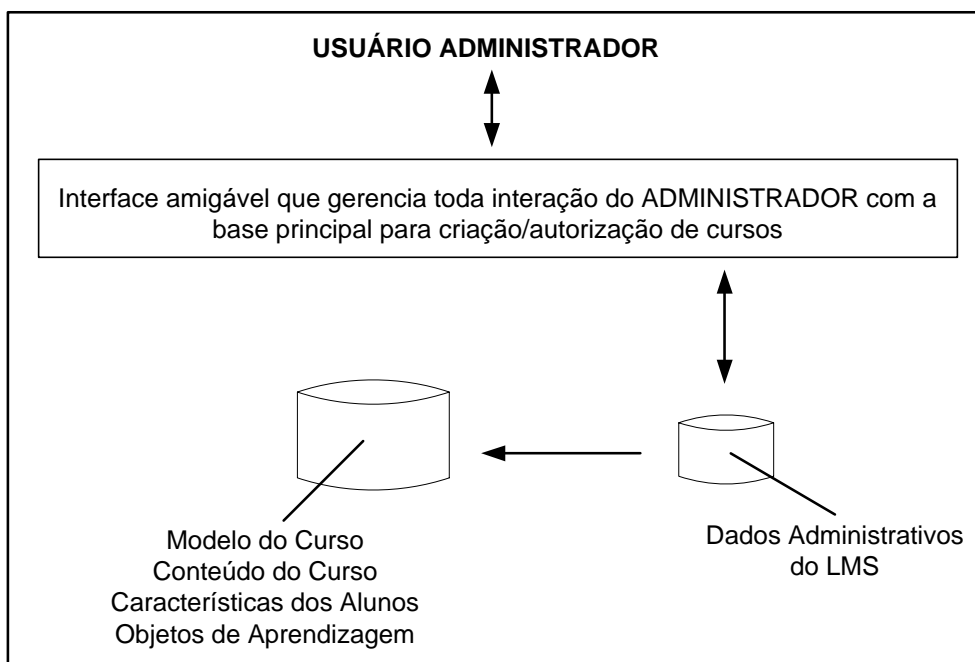 USUÁRIO ADMINISTRADOR
Interface amigável que gerencia toda interação do ADMINISTRADOR com a
base principal para criação/autorização de cursos
Modelo do Curso
Conteúdo do Curso
Características dos Alunos
Objetos de Aprendizagem
Dados Administrativos
do LMS